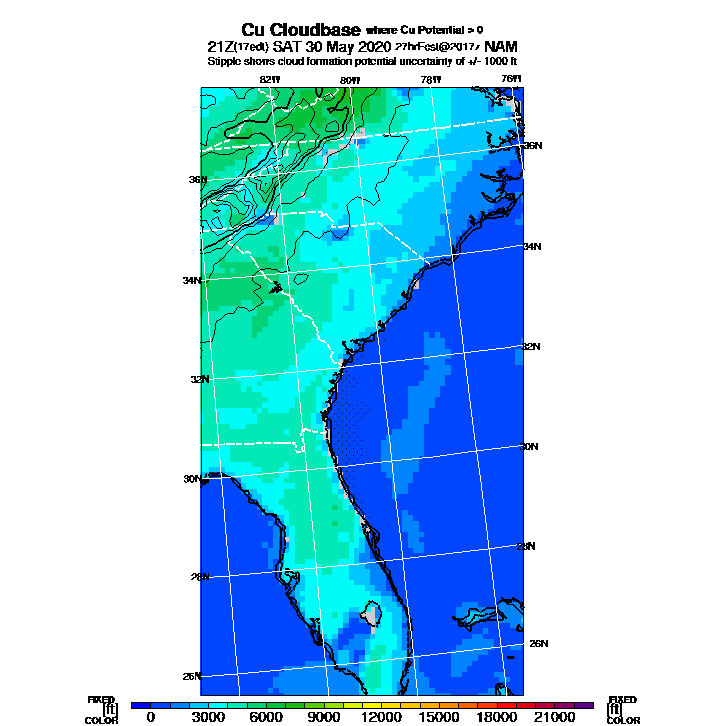 Cu Cloudbase where Cu Potential > 0
21Z(17edt) SAT 30 May 2020 27hrFcst@2017z NAM
Stipple shows cloud formation potential uncertainty of +/- 1000 ft
82W 80W 78W 76W
36N
36N
34N
34N
32N
32N
30N
30N
28N
28N
26N
26N
FIXED FIXED
[ft] [ft]
COLOR COLOR
0 3000 6000 9000 12000 15000 18000 21000